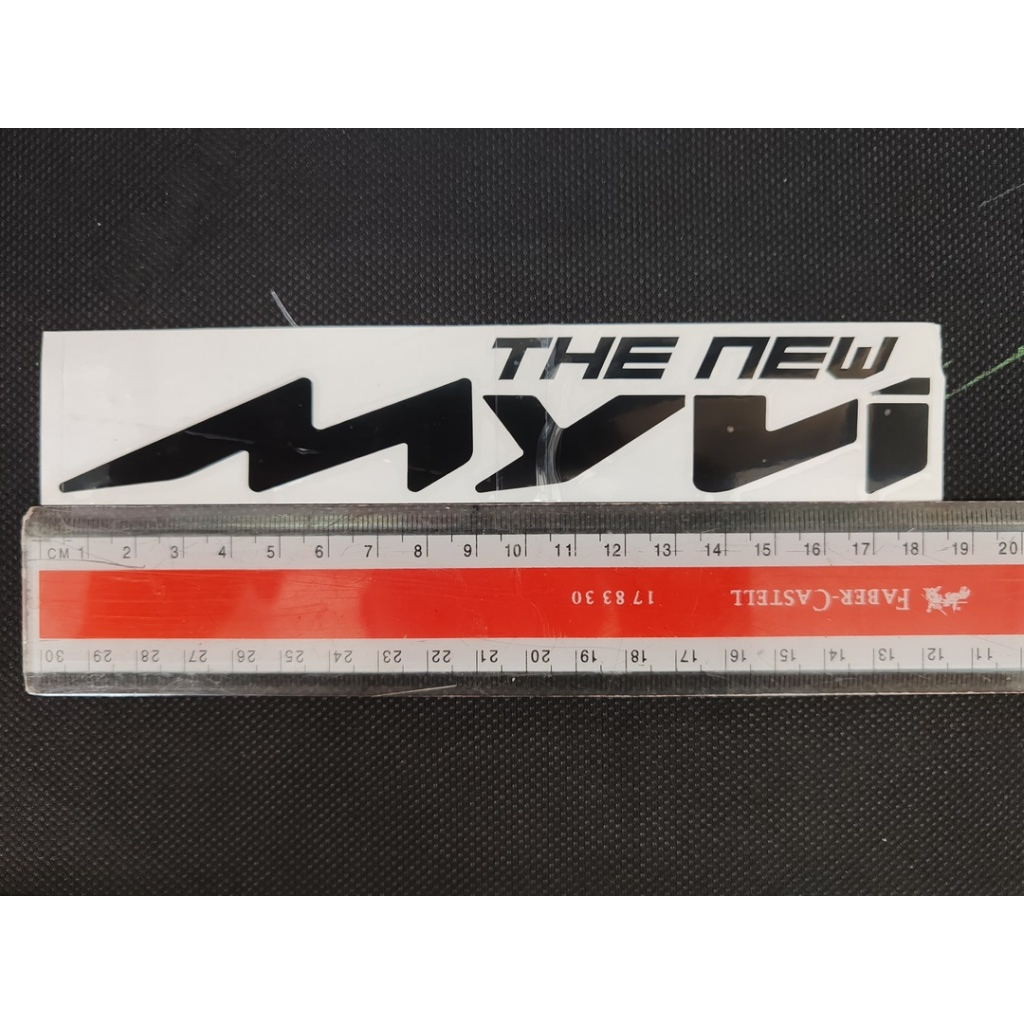 THE NEW
Myvi
CM 1 2 3 4 5 6 7 8 9 10 11 12 13 14 15 16 17 18 19 20
FABER-CASTELL 17 83 30
11 12 13 14 15 16 17 18 19 20 21 22 23 24 25 26 27 28 29 30